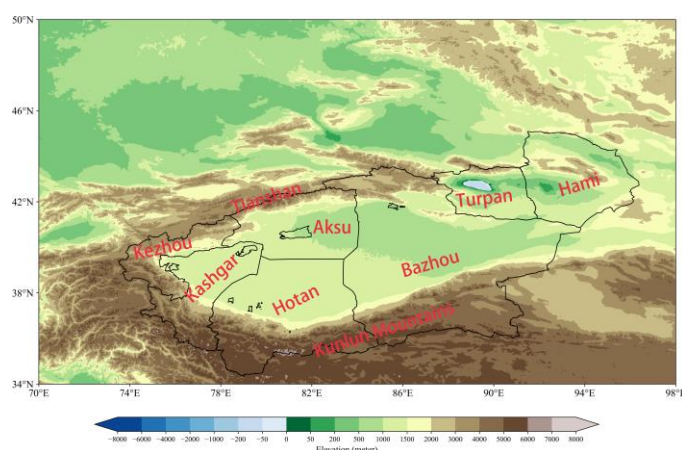 50°N
46°N
42°N
38°N
34°N
Tianshan
Turpan
Hami
Aksu
Kezhou
Kashgar
Bazhou
Hotan
Kunlun Mountains
70°E 74°E 78°E 82°E 86°E 90°E 94°E 98°E
−8000 −6000 −4000 −2000 −1000 −200 −50 0 50 200 500 1000 1500 2000 3000 4000 5000 6000 7000 8000
Elevation (meter)